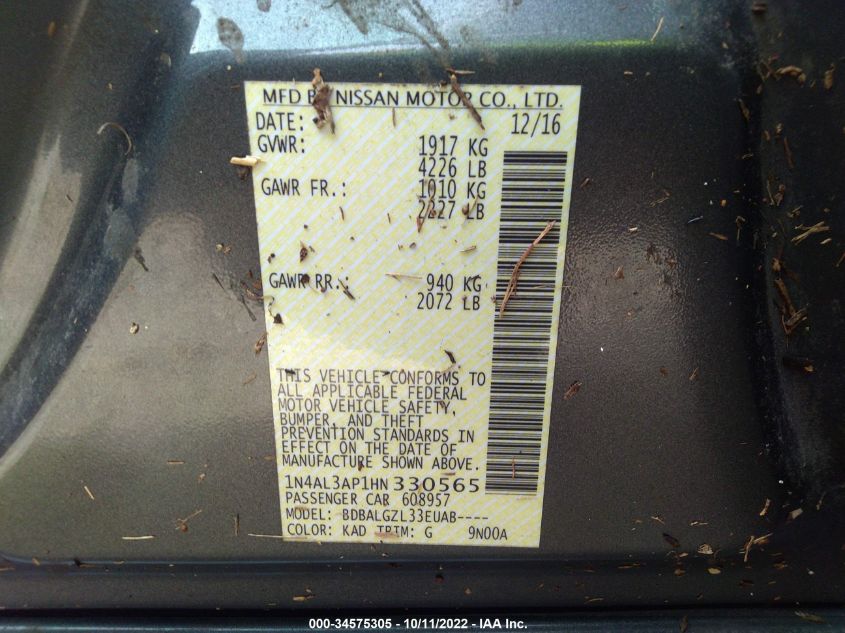 MFD BY NISSAN MOTOR CO., LTD.
DATE: 12/16
GVWR: 1917 KG
4226 LB
GAWR FR.: 1010 KG
2227 LB
GAWR RR.: 940 KG
2072 LB
THIS VEHICLE CONFORMS TO
ALL APPLICABLE FEDERAL
MOTOR VEHICLE SAFETY,
BUMPER, AND THEFT
PREVENTION STANDARDS IN
EFFECT ON THE DATE OF
MANUFACTURE SHOWN ABOVE.
1N4AL3AP1HN330565
PASSENGER CAR 608957
MODEL: BDBALGZL33EUAB----
COLOR: KAD TRIM: G 9N00A
000-34575305 - 10/11/2022 - IAA Inc.